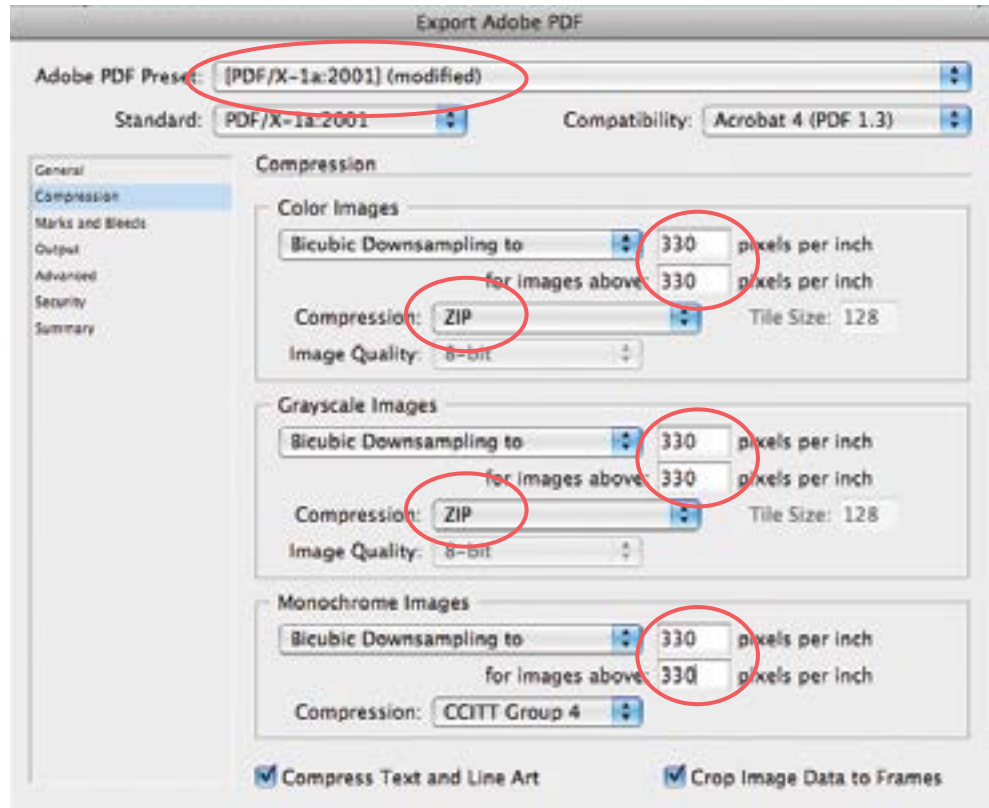 Export Adobe PDF
Adobe PDF Preset: [PDF/X-1a:2001] (modified)
Standard: PDF/X-1a:2001 Compatibility: Acrobat 4 (PDF 1.3)
General
Compression
Marks and Bleeds
Output
Advanced
Security
Summary
Compression
Color Images
Bicubic Downsampling to 330 pixels per inch
for images above: 330 pixels per inch
Compression: ZIP Tile Size: 128
Image Quality: 8-bit
Grayscale Images
Bicubic Downsampling to 330 pixels per inch
for images above: 330 pixels per inch
Compression: ZIP Tile Size: 128
Image Quality: 8-bit
Monochrome Images
Bicubic Downsampling to 330 pixels per inch
for images above: 330 pixels per inch
Compression: CCITT Group 4
Compress Text and Line Art Crop Image Data to Frames